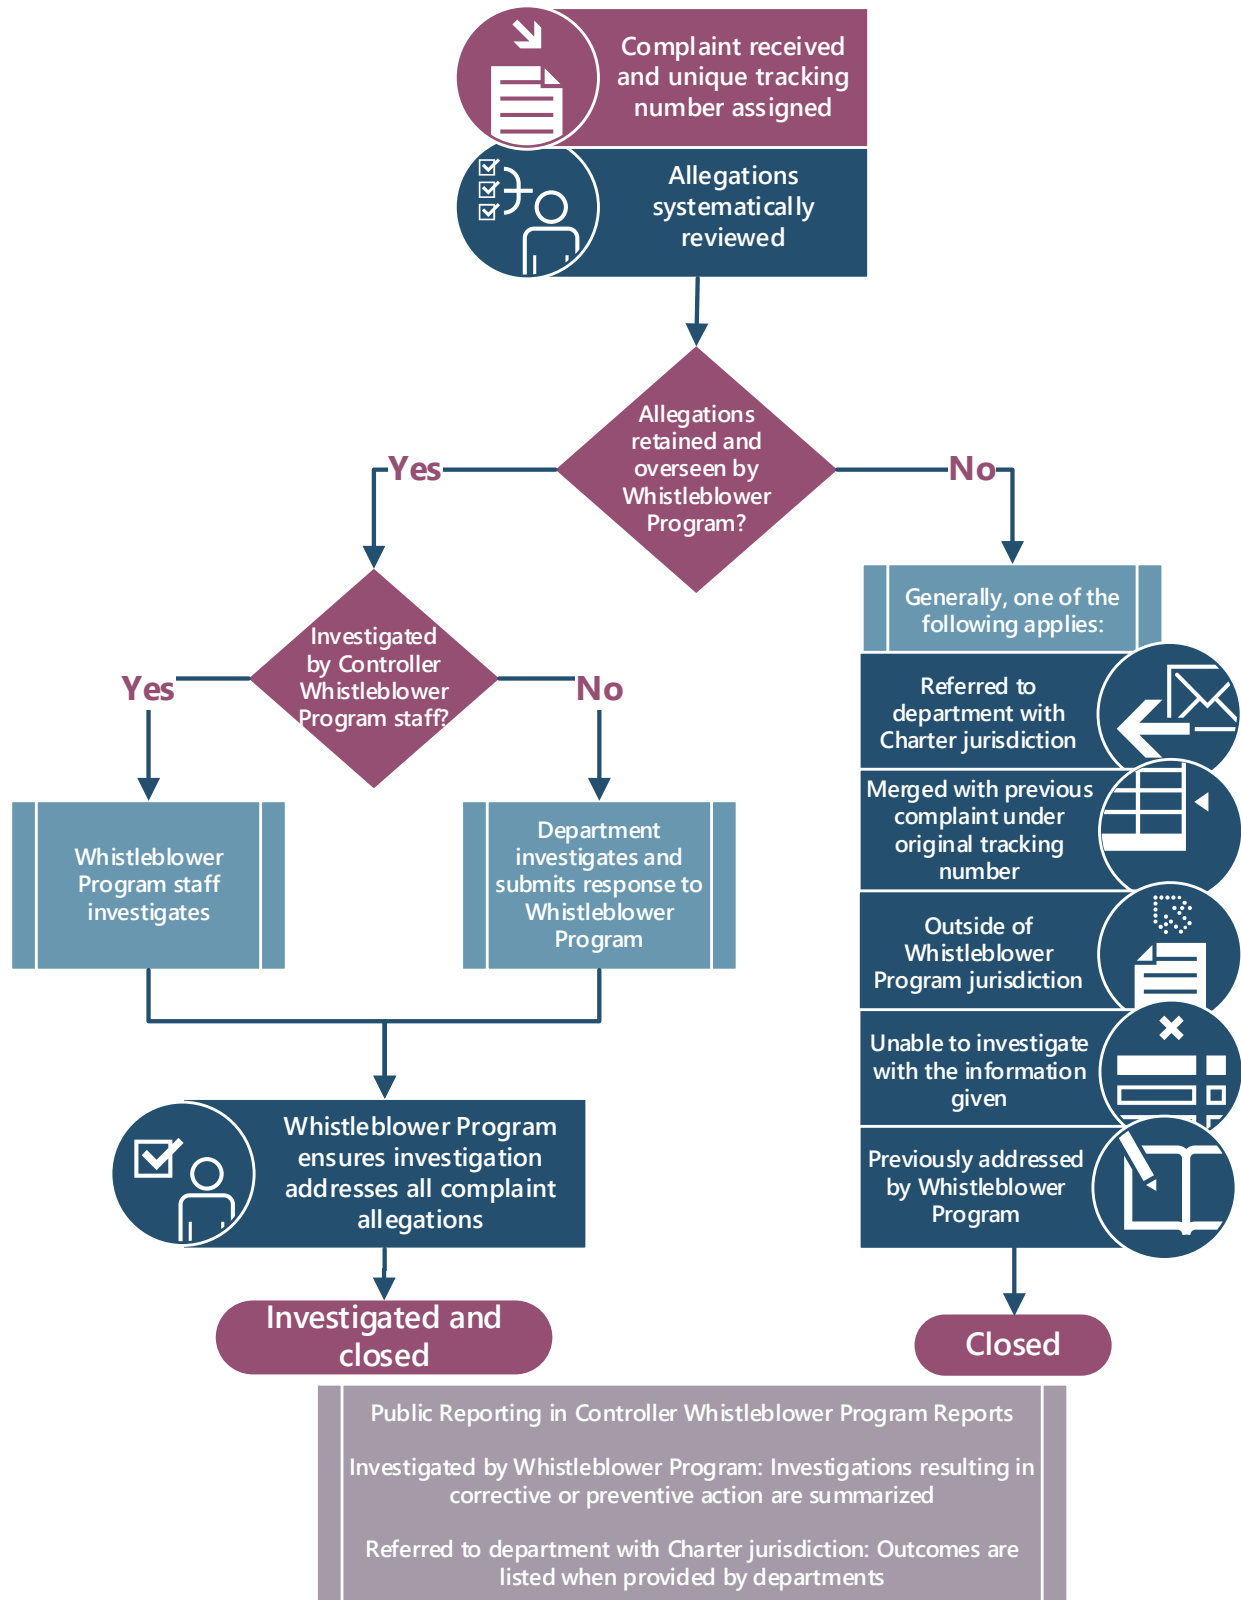 Complaint received
and unique tracking
number assigned
Allegations
systematically
reviewed
Allegations
retained and
overseen by
Whistleblower
Program?
Yes
No
Investigated
by Controller
Whistleblower
Program staff?
Yes
No
Whistleblower
Program staff
investigates
Department
investigates and
submits response to
Whistleblower
Program
Whistleblower Program
ensures investigation
addresses all complaint
allegations
Investigated and
closed
Generally, one of the
following applies:
Referred to
department with
Charter jurisdiction
Merged with previous
complaint under
original tracking
number
Outside of
Whistleblower
Program jurisdiction
Unable to investigate
with the information
given
Previously addressed
by Whistleblower
Program
Closed
Public Reporting in Controller Whistleblower Program Reports
Investigated by Whistleblower Program: Investigations resulting in
corrective or preventive action are summarized
Referred to department with Charter jurisdiction: Outcomes are
listed when provided by departments